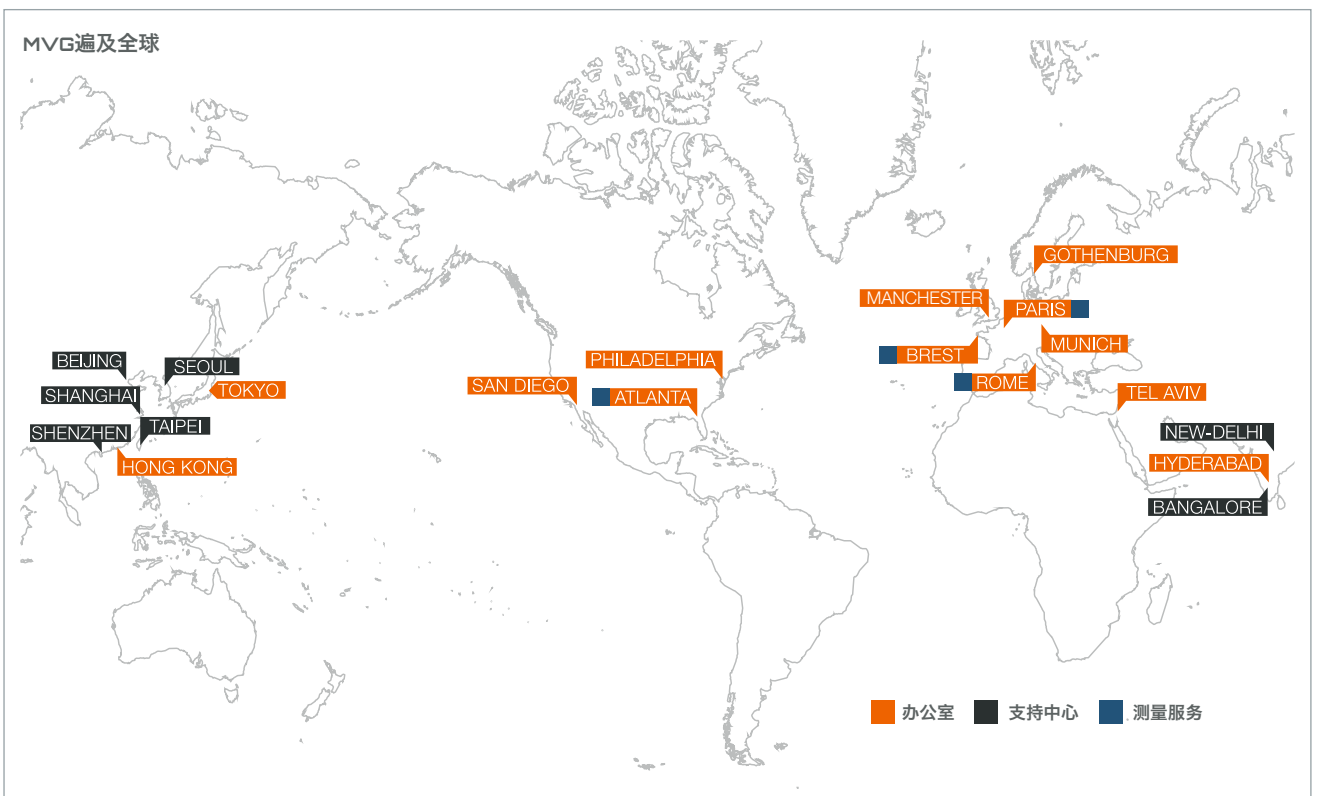 MVG遍及全球
GOTHENBURG
MANCHESTER
PARIS
MUNICH
BREST
BEIJING
SEOUL
PHILADELPHIA
ROME
SAN DIEGO
TOKYO
SHANGHAI
ATLANTA
TEL AVIV
TAIPEI
SHENZHEN
NEW-DELHI
HONG KONG
HYDERABAD
BANGALORE
办公室 支持中心 测量服务